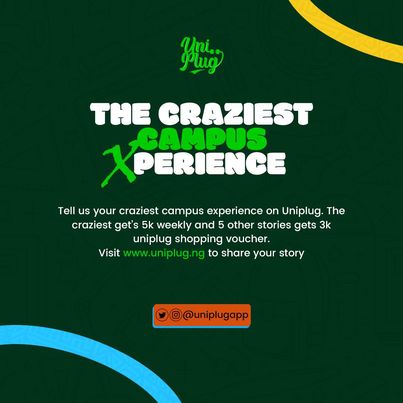 Uni
Plug
THE CRAZIEST
CAMPUS
XPERIENCE
Tell us your craziest campus experience on Uniplug. The
craziest get's 5k weekly and 5 other stories gets 3k
uniplug shopping voucher.
Visit www.uniplug.ng to share your story
@uniplugapp